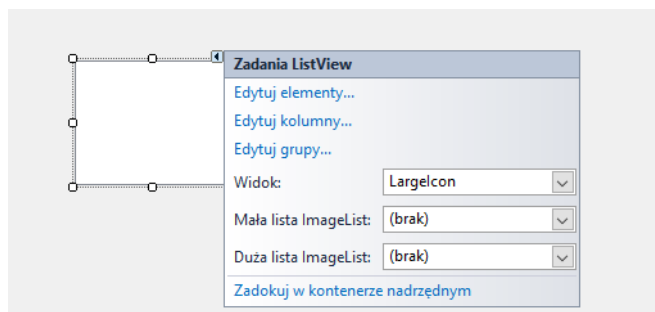 Zadania ListView
Edytuj elementy...
Edytuj kolumny...
Edytuj grupy...
Widok: LargeIcon
Mała lista ImageList: (brak)
Duża lista ImageList: (brak)
Zadokuj w kontenerze nadrzędnym